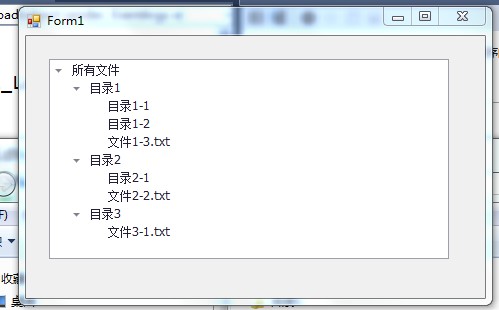 Form1
所有文件
目录1
目录1-1
目录1-2
文件1-3.txt
目录2
目录2-1
文件2-2.txt
目录3
文件3-1.txt
收藏